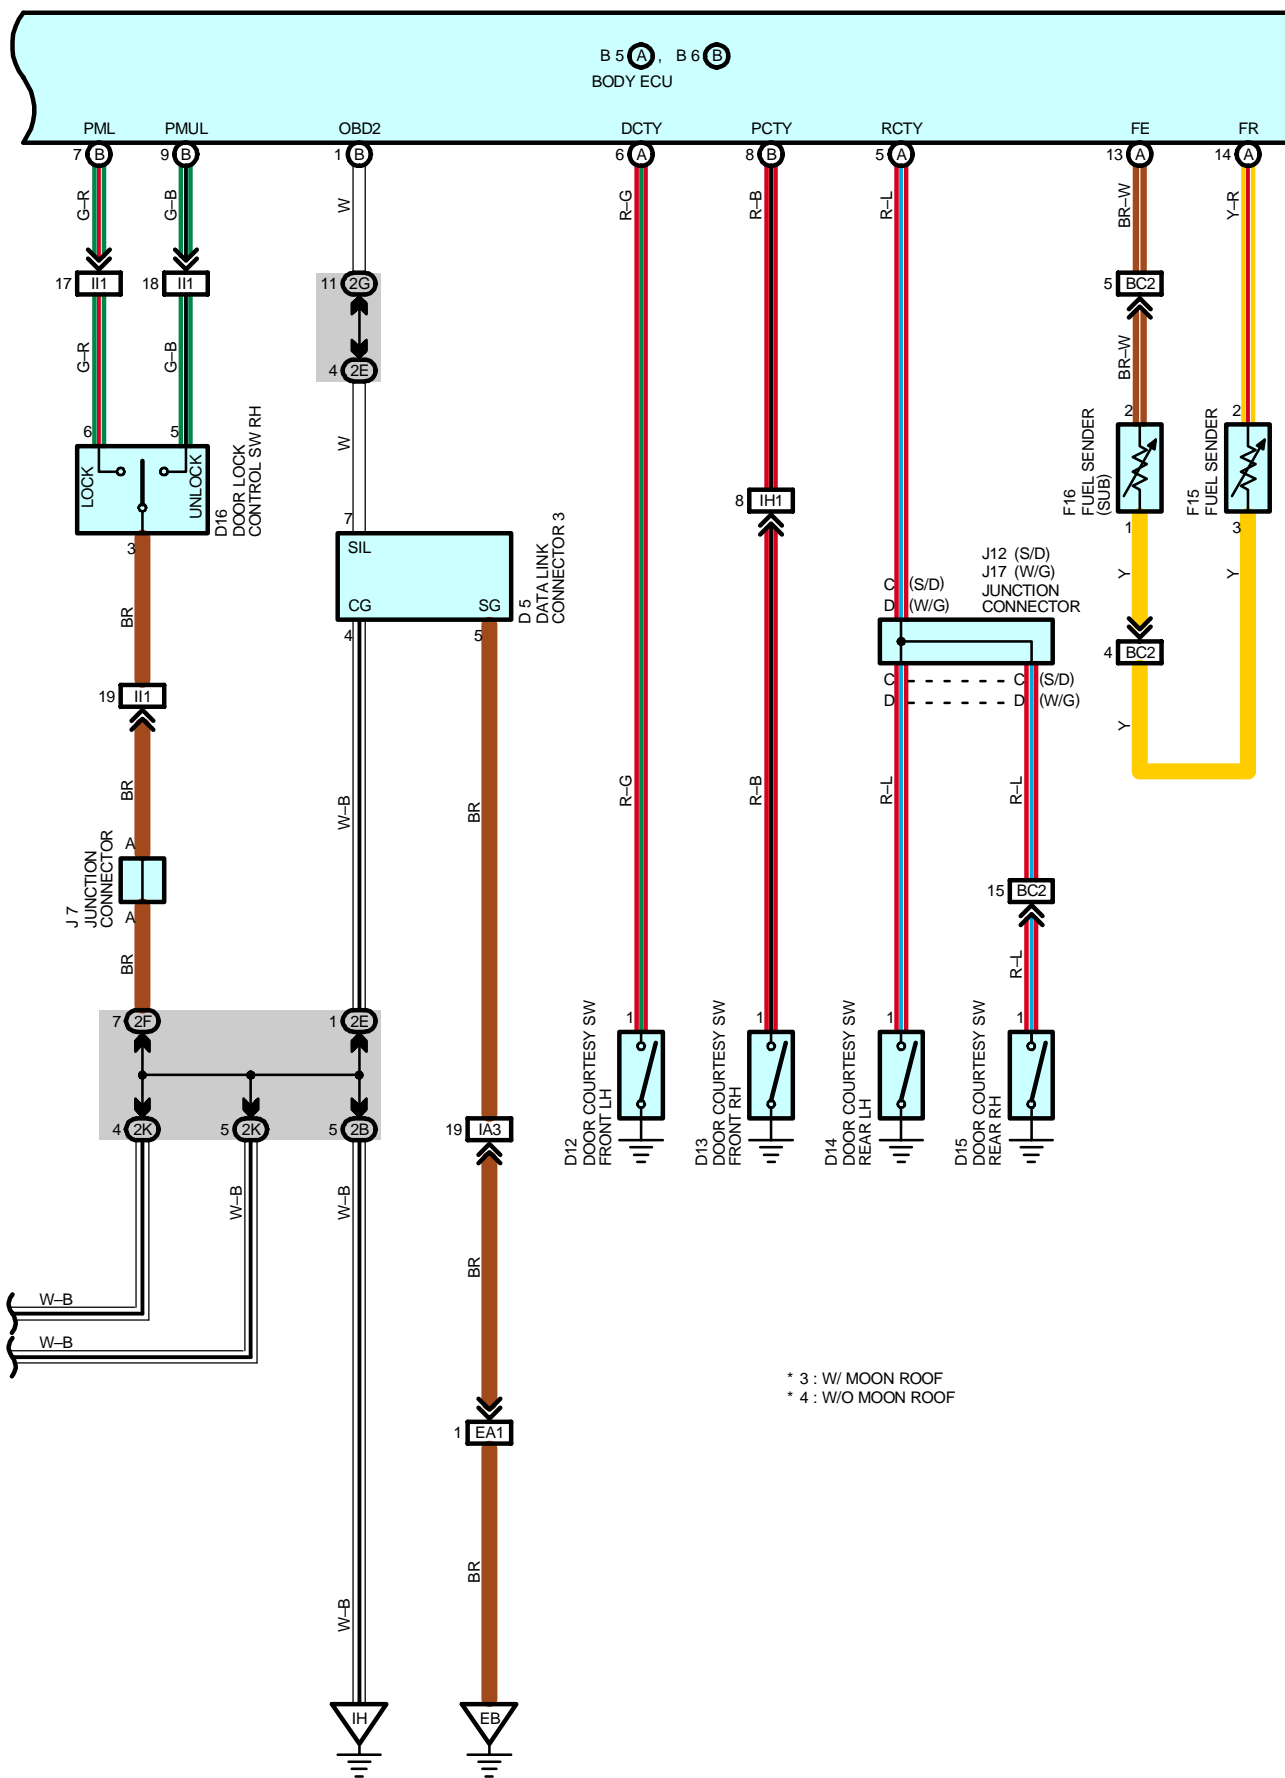 B 5 A , B 6 B
BODY ECU
PML PMUL OBD2 DCTY PCTY RCTY FE FR
7 B 9 B 1 B 6 A 8 B 5 A 13 A 14 A
G–R G–B W R–G R–B R–L BR–W Y–R
17 II1 18 II1 11 2G 5 BC2
G–R G–B 4 2E BR–W
6 5 W 2 2
LOCK UNLOCK
D16
DOOR LOCK
CONTROL SW RH
F16
FUEL SENDER
(SUB)
F15
FUEL SENDER
8 IH1
3 7 1 3
SIL
CG SG
D 5
DATA LINK
CONNECTOR 3
J12 (S/D)
J17 (W/G)
JUNCTION
CONNECTOR
C (S/D)
D (W/G)
Y Y
BR 4 5
4 BC2
C C (S/D)
D D (W/G)
19 II1
Y
BR W–B BR R–G R–B R–L R–L
A
J 7
JUNCTION
CONNECTOR
A
15 BC2
BR R–L
7 2F 1 2E 1 1 1 1
D12
DOOR COURTESY SW
FRONT LH
D13
DOOR COURTESY SW
FRONT RH
D14
DOOR COURTESY SW
REAR LH
D15
DOOR COURTESY SW
REAR RH
4 2K 5 2K 5 2B 19 IA3
W–B W–B
BR
W–B
W–B
* 3 : W/ MOON ROOF
* 4 : W/O MOON ROOF
1 EA1
BR
W–B
IH EB